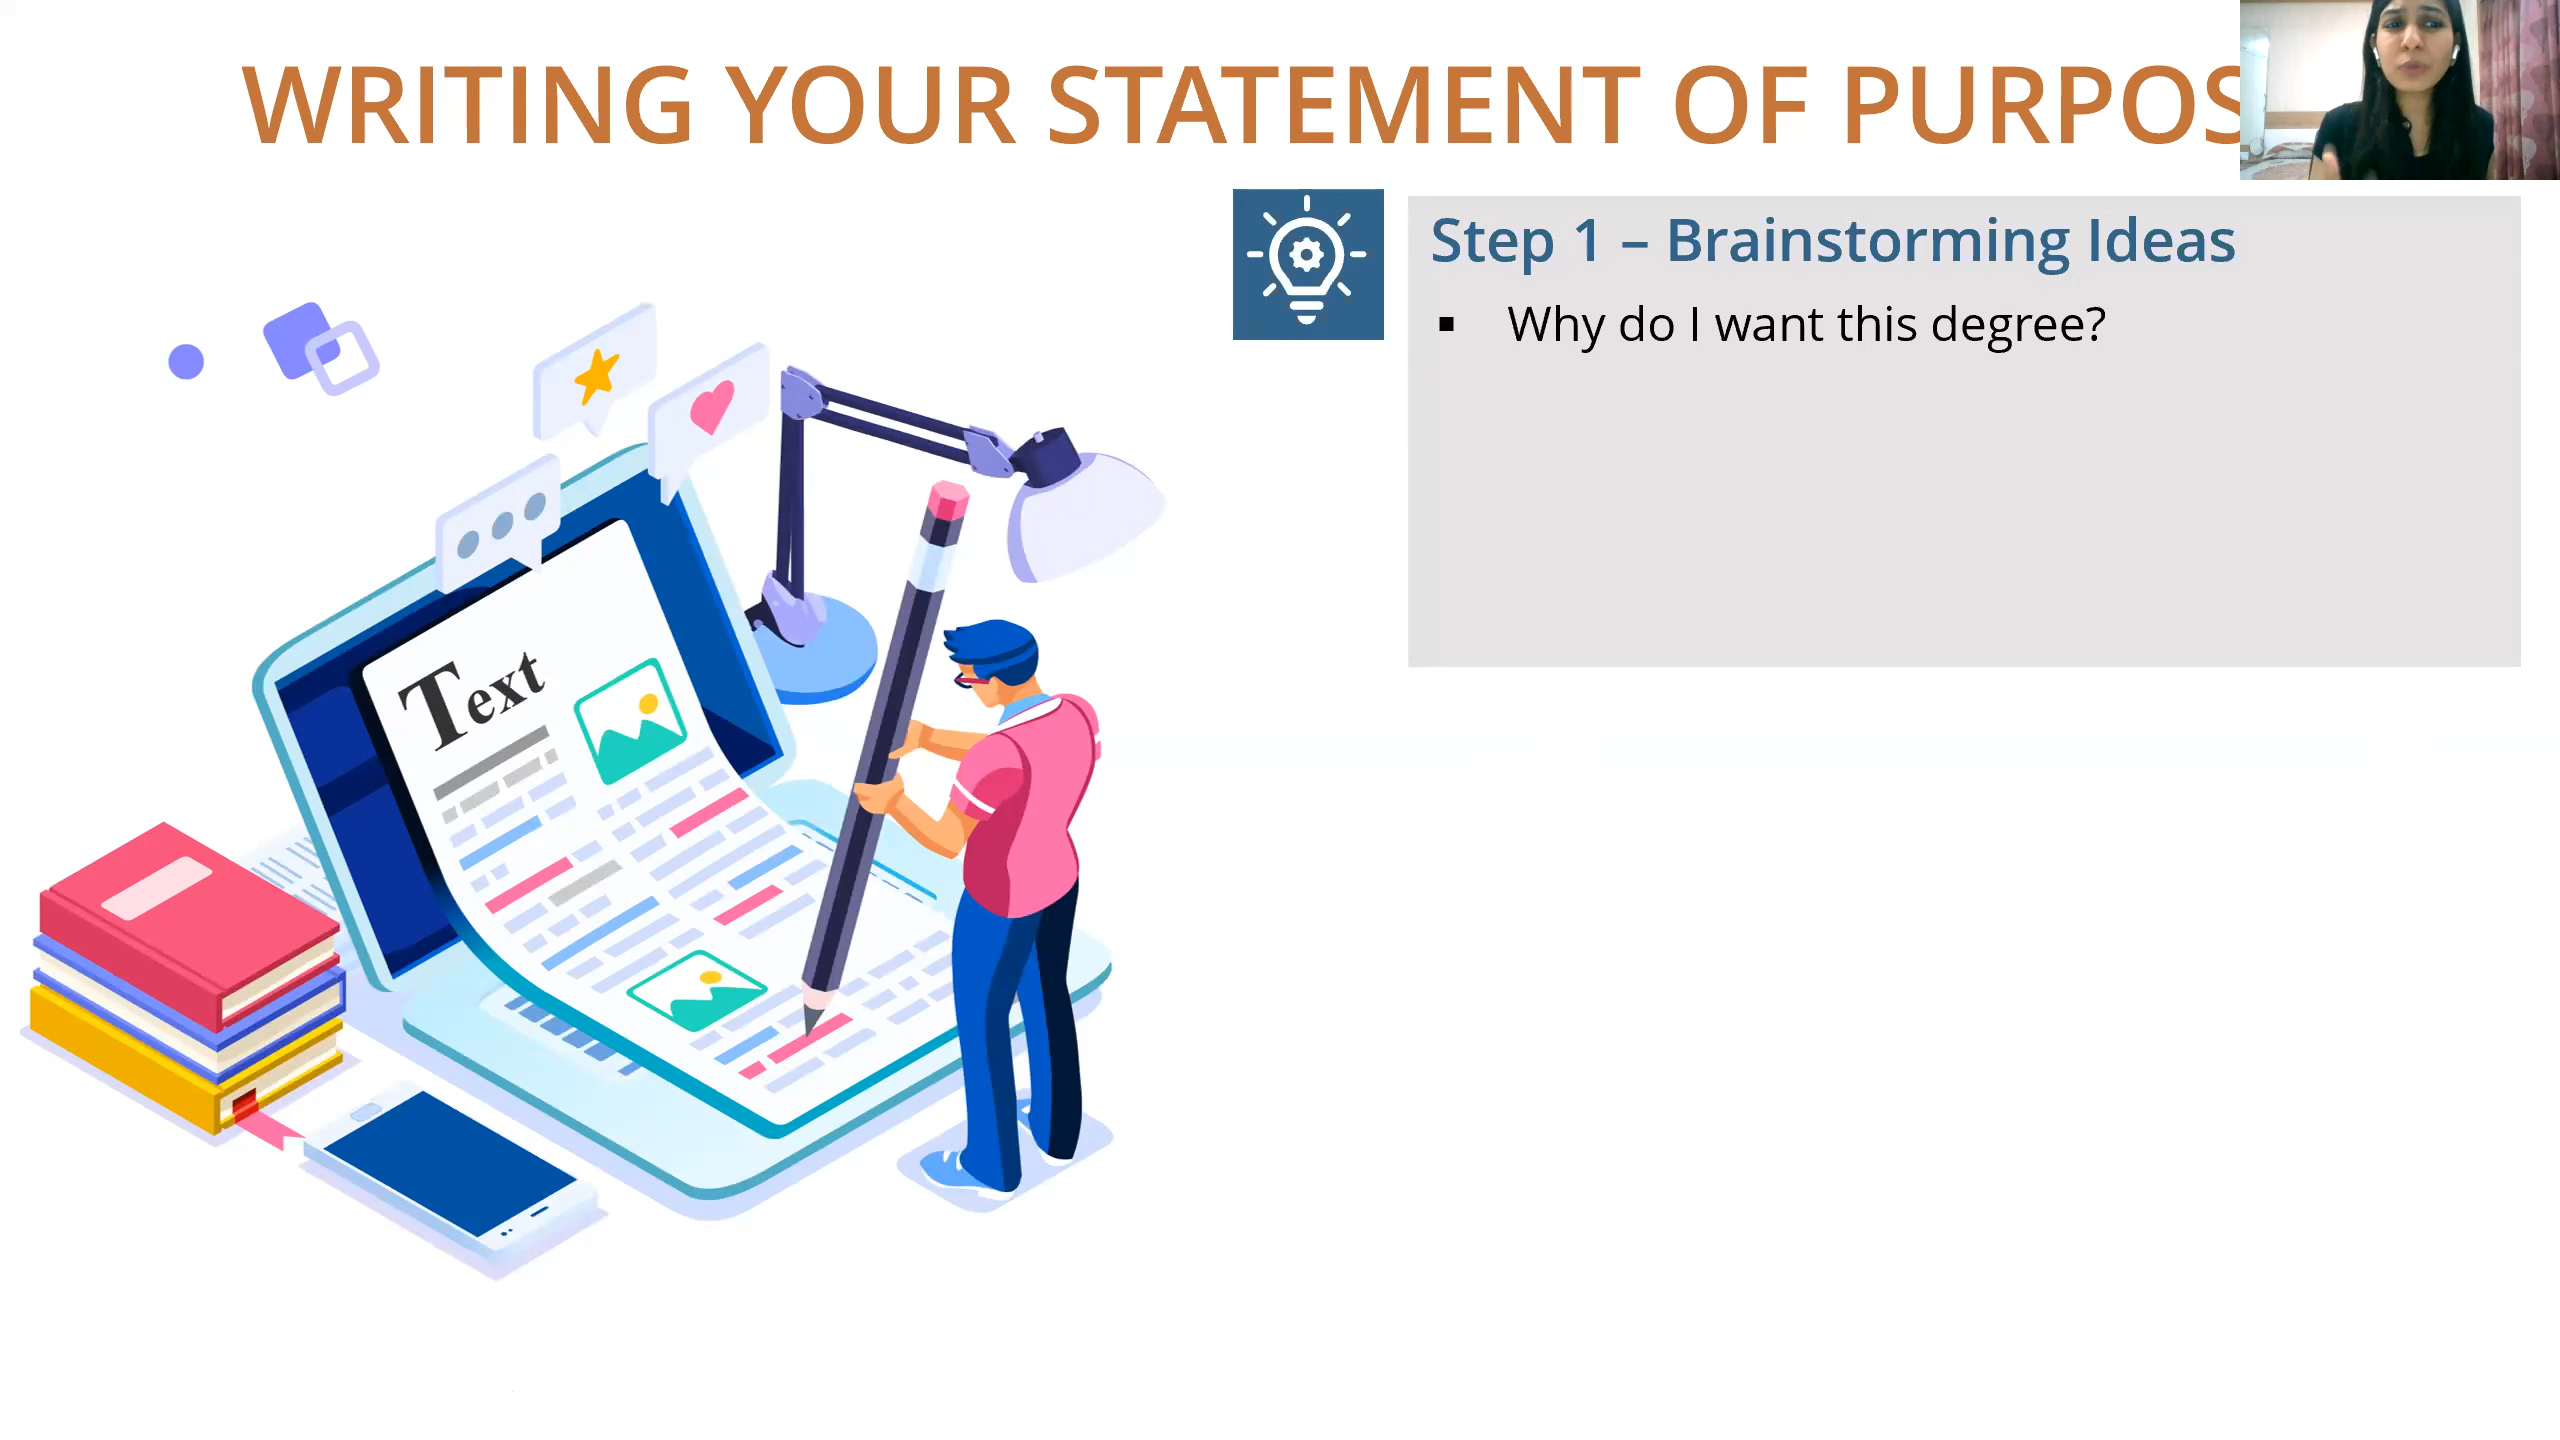 WRITING YOUR STATEMENT OF PURPOS
Step 1 – Brainstorming Ideas
▪ Why do I want this degree?
Text